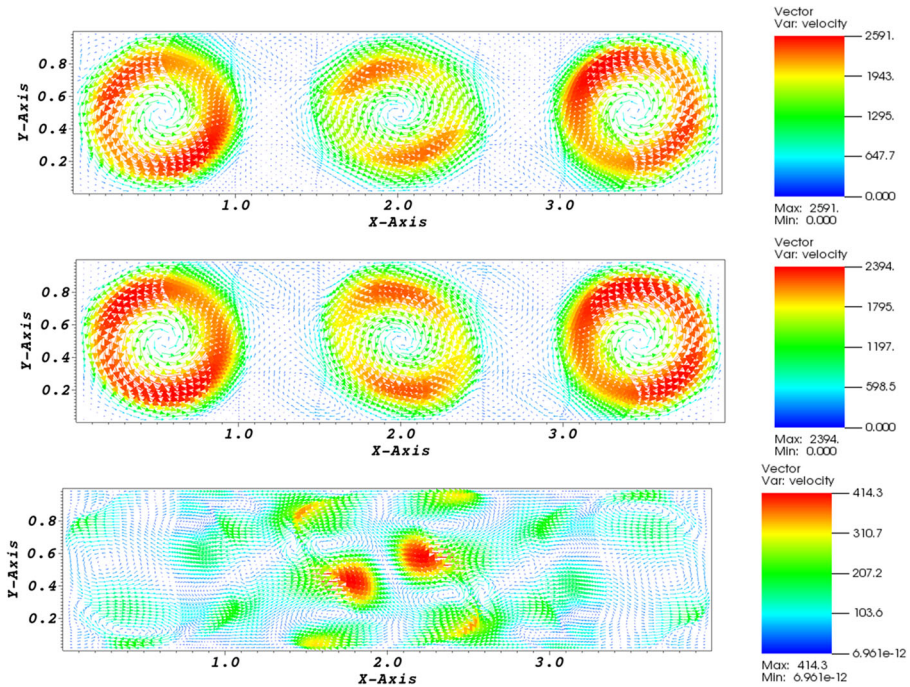 Vector
Var: velocity
2591.
1943.
1295.
647.7
0.000
Max: 2591.
Min: 0.000
Y-Axis
0.8
0.6
0.4
0.2
1.0
2.0
3.0
X-Axis
Vector
Var: velocity
2394.
1795.
1197.
598.5
0.000
Max: 2394.
Min: 0.000
Y-Axis
0.8
0.6
0.4
0.2
1.0
2.0
3.0
X-Axis
Vector
Var: velocity
414.3
310.7
207.2
103.6
6.961e-12
Max: 414.3
Min: 6.961e-12
Y-Axis
0.8
0.6
0.4
0.2
1.0
2.0
3.0
X-Axis